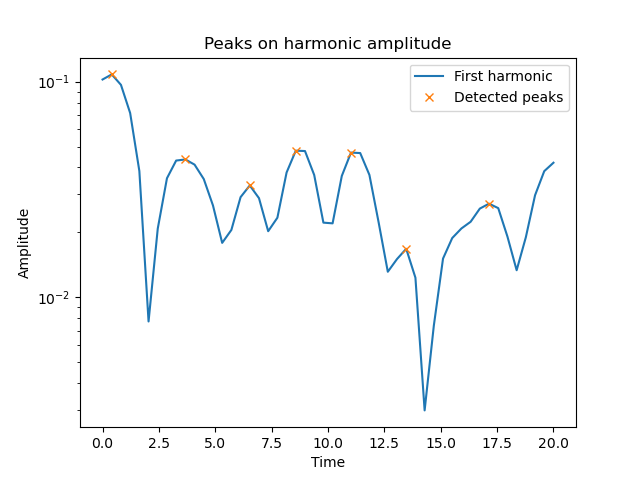 Peaks on harmonic amplitude
First harmonic
Detected peaks
Amplitude
10⁻¹
10⁻²
0.0 2.5 5.0 7.5 10.0 12.5 15.0 17.5 20.0
Time